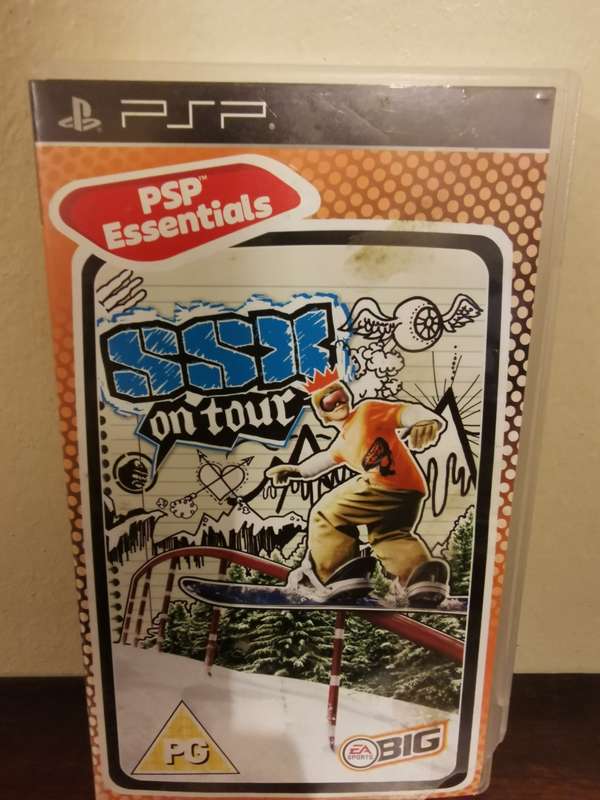 PSP
PSP™
Essentials
SSX
on tour
PG
EA
SPORTS
BIG